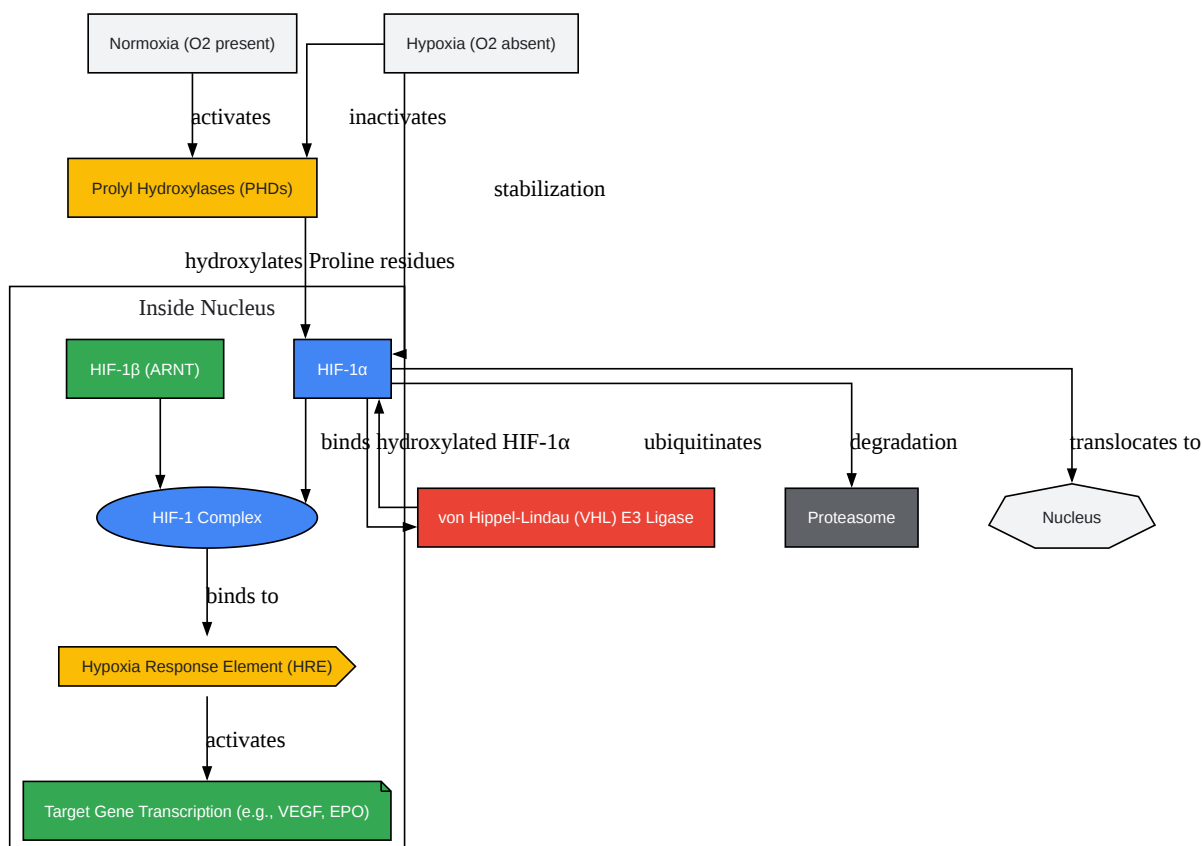 Normoxia (O2 present)
Hypoxia (O2 absent)
activates
inactivates
Prolyl Hydroxylases (PHDs)
stabilization
hydroxylates Proline residues
Inside Nucleus
HIF-1β (ARNT)
HIF-1α
binds hydroxylated HIF-1α
ubiquitinates
degradation
translocates to
HIF-1 Complex
von Hippel-Lindau (VHL) E3 Ligase
Proteasome
Nucleus
binds to
Hypoxia Response Element (HRE)
activates
Target Gene Transcription (e.g., VEGF, EPO)